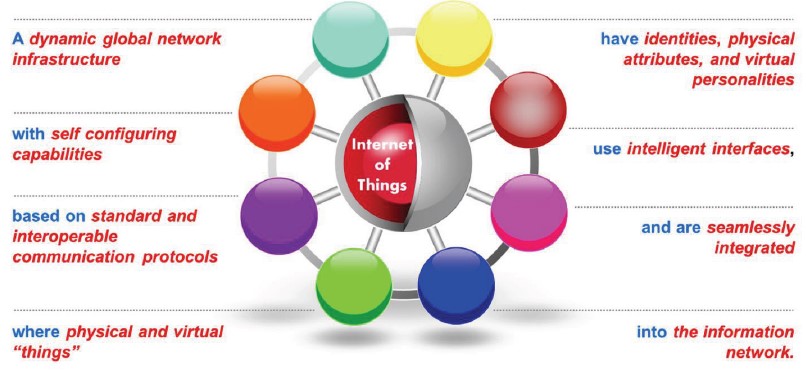 A dynamic global network
infrastructure
with self configuring
capabilities
based on standard and
interoperable
communication protocols
where physical and virtual
“things”
Internet
of
Things
have identities, physical
attributes, and virtual
personalities
use intelligent interfaces,
and are seamlessly
integrated
into the information
network.